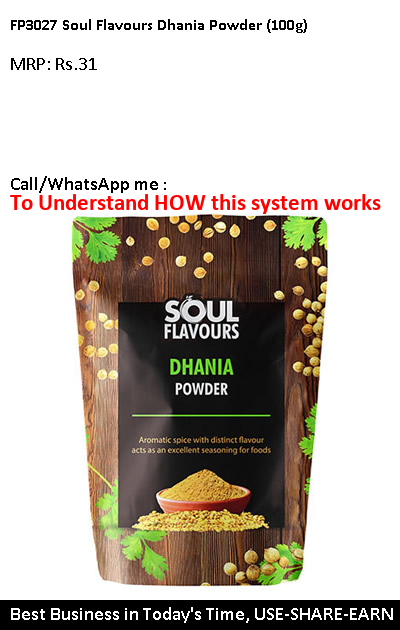 FP3027 Soul Flavours Dhania Powder (100g)
MRP: Rs.31
Call/WhatsApp me :
To Understand HOW this system works
SOUL
FLAVOURS
DHANIA
POWDER
Aromatic spice with distinct flavour
acts as an excellent seasoning for foods
Best Business in Today's Time, USE-SHARE-EARN